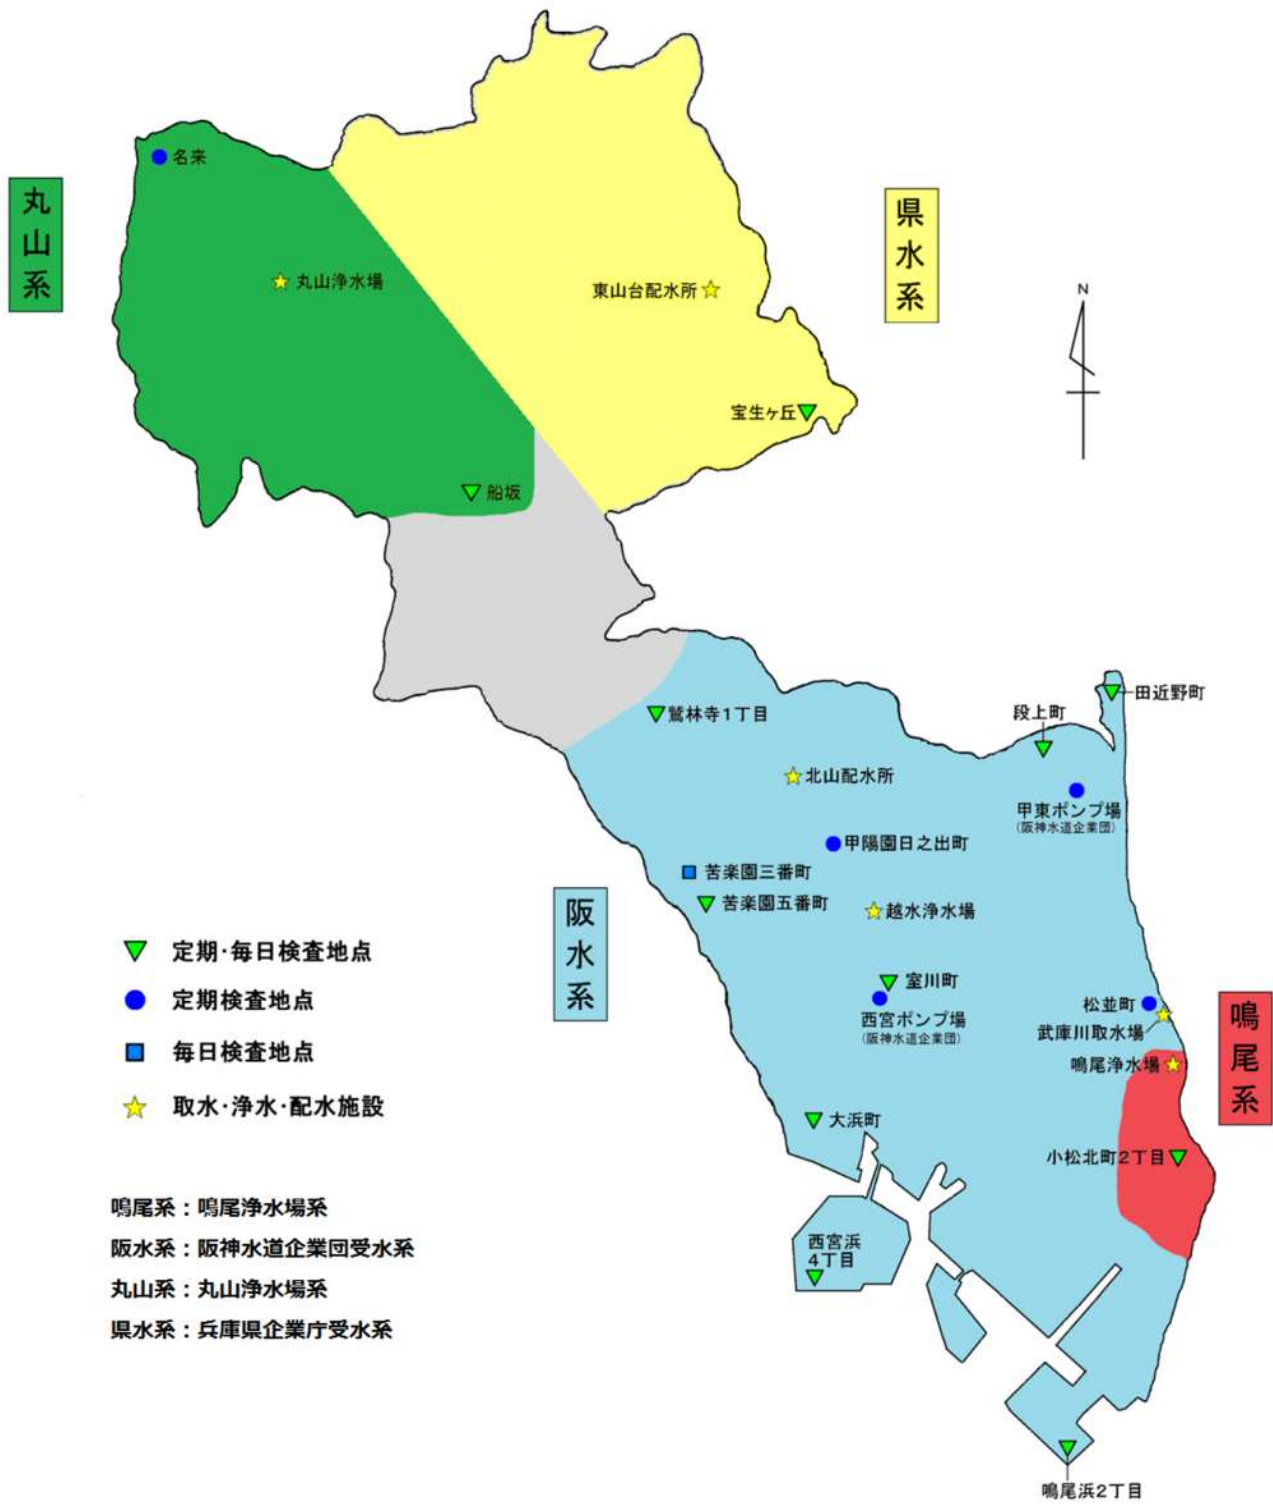 名来
丸山系
丸山浄水場
県水系
東山台配水所
N
宝生ヶ丘
船坂
田近野町
段上町
鷲林寺1丁目
北山配水所
甲東ポンプ場
(阪神水道企業団)
甲陽園日之出町
苦楽園三番町
苦楽園五番町
越水浄水場
阪水系
定期・毎日検査地点
室川町
定期検査地点
西宮ポンプ場
(阪神水道企業団)
松並町
武庫川取水場
鳴尾系
毎日検査地点
鳴尾浄水場
取水・浄水・配水施設
大浜町
小松北町2丁目
鳴尾系：鳴尾浄水場系
阪水系：阪神水道企業団受水系
丸山系：丸山浄水場系
県水系：兵庫県企業庁受水系
西宮浜
4丁目
鳴尾浜2丁目